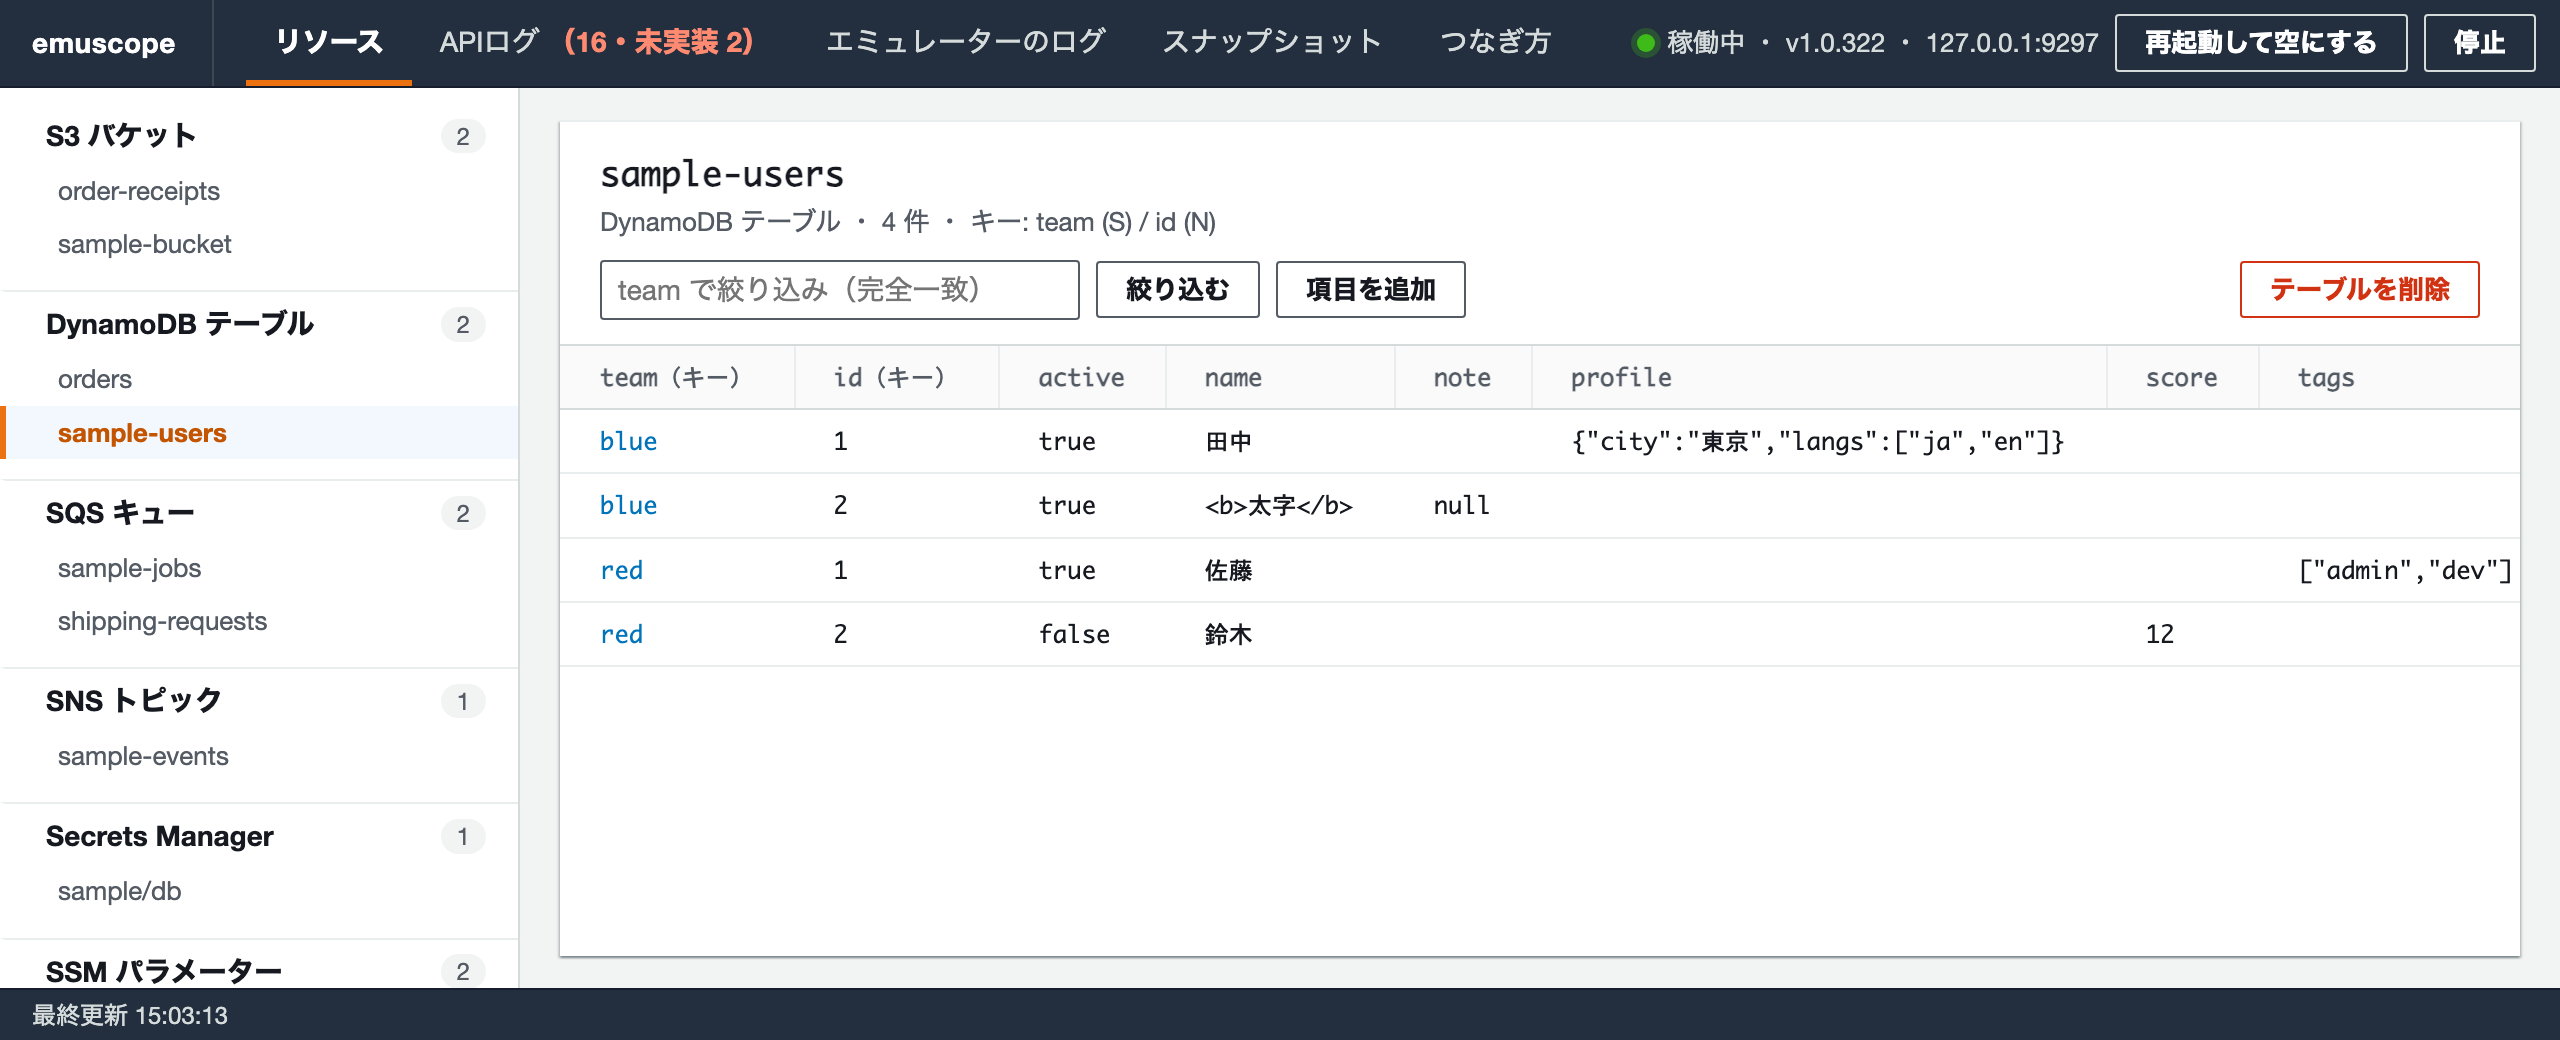 emuscope リソース APIログ （16・未実装 2） エミュレーターのログ スナップショット つなぎ方 稼働中 ・ v1.0.322 ・ 127.0.0.1:9297 再起動して空にする 停止
S3 バケット 2
order-receipts
sample-bucket
DynamoDB テーブル 2
orders
sample-users
SQS キュー 2
sample-jobs
shipping-requests
SNS トピック 1
sample-events
Secrets Manager 1
sample/db
SSM パラメーター 2
sample-users
DynamoDB テーブル ・ 4 件 ・ キー: team (S) / id (N)
team で絞り込み（完全一致） 絞り込む 項目を追加 テーブルを削除
team（キー） id（キー） active name note profile score tags
blue 1 true 田中 {"city":"東京","langs":["ja","en"]}
blue 2 true <b>太字</b> null
red 1 true 佐藤 ["admin","dev"]
red 2 false 鈴木 12
最終更新 15:03:13